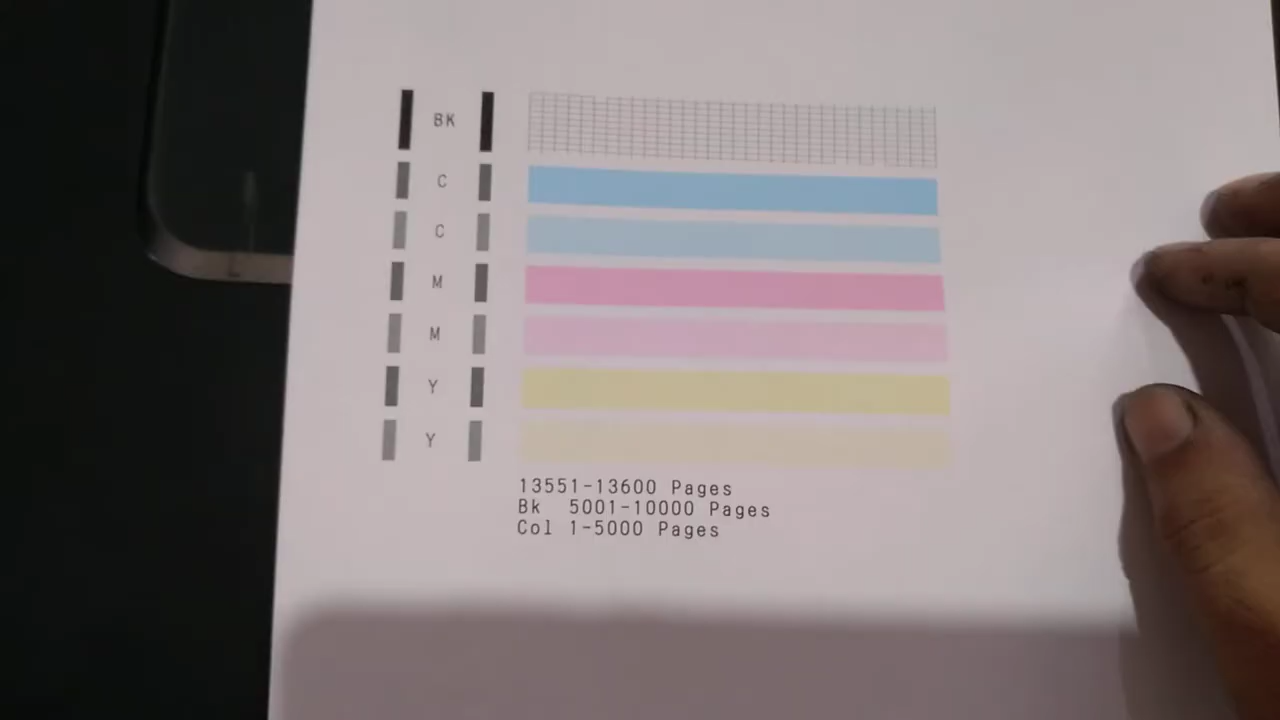 BK
C
C
M
M
Y
Y
13551-13600 Pages
Bk  5001-10000 Pages
Col 1-5000 Pages